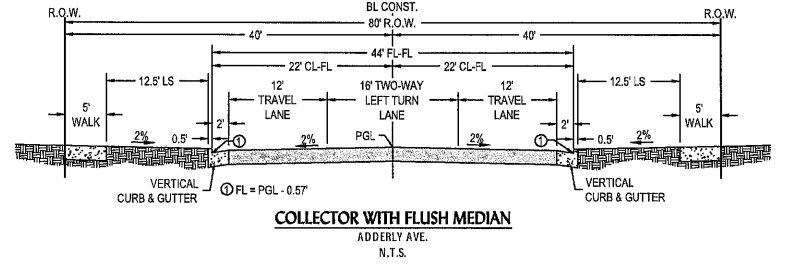 BL CONST.
R.O.W. R.O.W.
80' R.O.W.
40' 40'
44' FL-FL
22' CL-FL 22' CL-FL
12.5' LS 12' TRAVEL LANE 16' TWO-WAY LEFT TURN LANE 12' TRAVEL LANE 12.5' LS
5' WALK 2' 2' 5' WALK
2% 0.5' ① 2% PGL 2% ① 0.5' 2%
VERTICAL CURB & GUTTER ① FL = PGL - 0.57' VERTICAL CURB & GUTTER
COLLECTOR WITH FLUSH MEDIAN
ADDERLY AVE.
N.T.S.